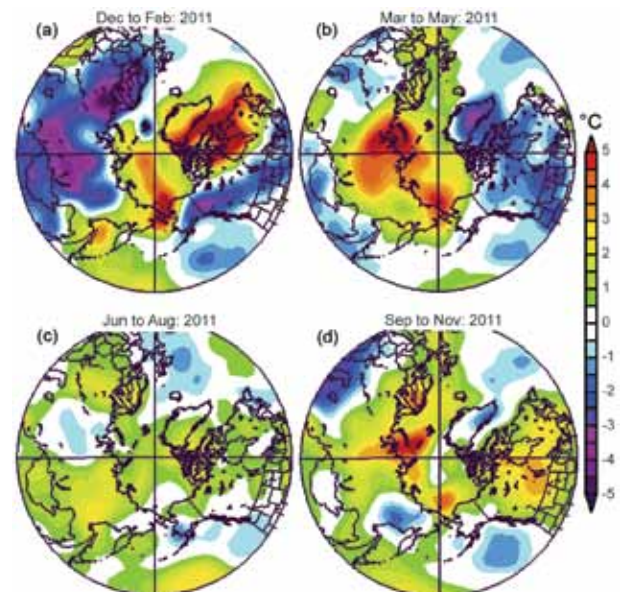 (a) Dec to Feb: 2011
(b) Mar to May: 2011
°C
5
4
3
2
1
0
-1
-2
-3
-4
-5
(c) Jun to Aug: 2011
(d) Sep to Nov: 2011